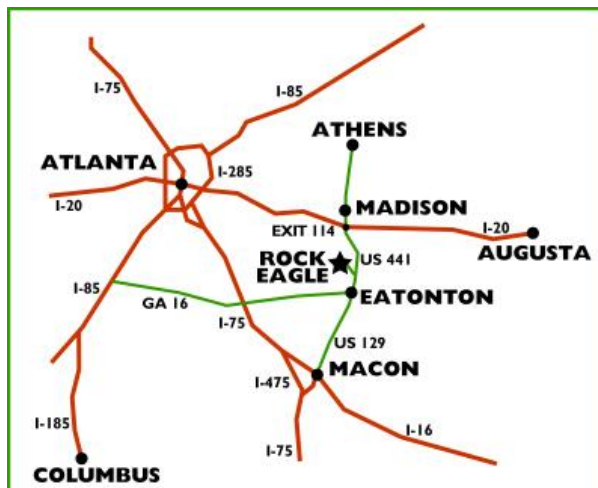 I-75
I-85
ATHENS
ATLANTA
I-285
MADISON
I-20
EXIT 114
I-20
AUGUSTA
ROCK
EAGLE
US 441
I-85
GA 16
EATONTON
I-75
US 129
MACON
I-475
I-185
I-16
I-75
COLUMBUS